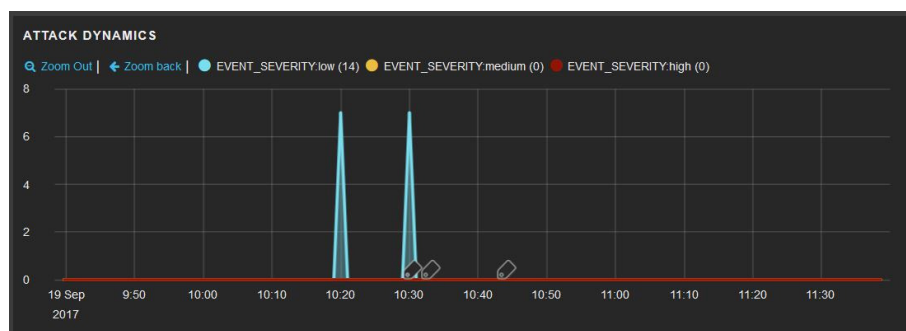 ATTACK DYNAMICS
Zoom Out | Zoom back | EVENT_SEVERITY:low (14) EVENT_SEVERITY:medium (0) EVENT_SEVERITY:high (0)
8
6
4
2
0
19 Sep 9:50 10:00 10:10 10:20 10:30 10:40 10:50 11:00 11:10 11:20 11:30
2017